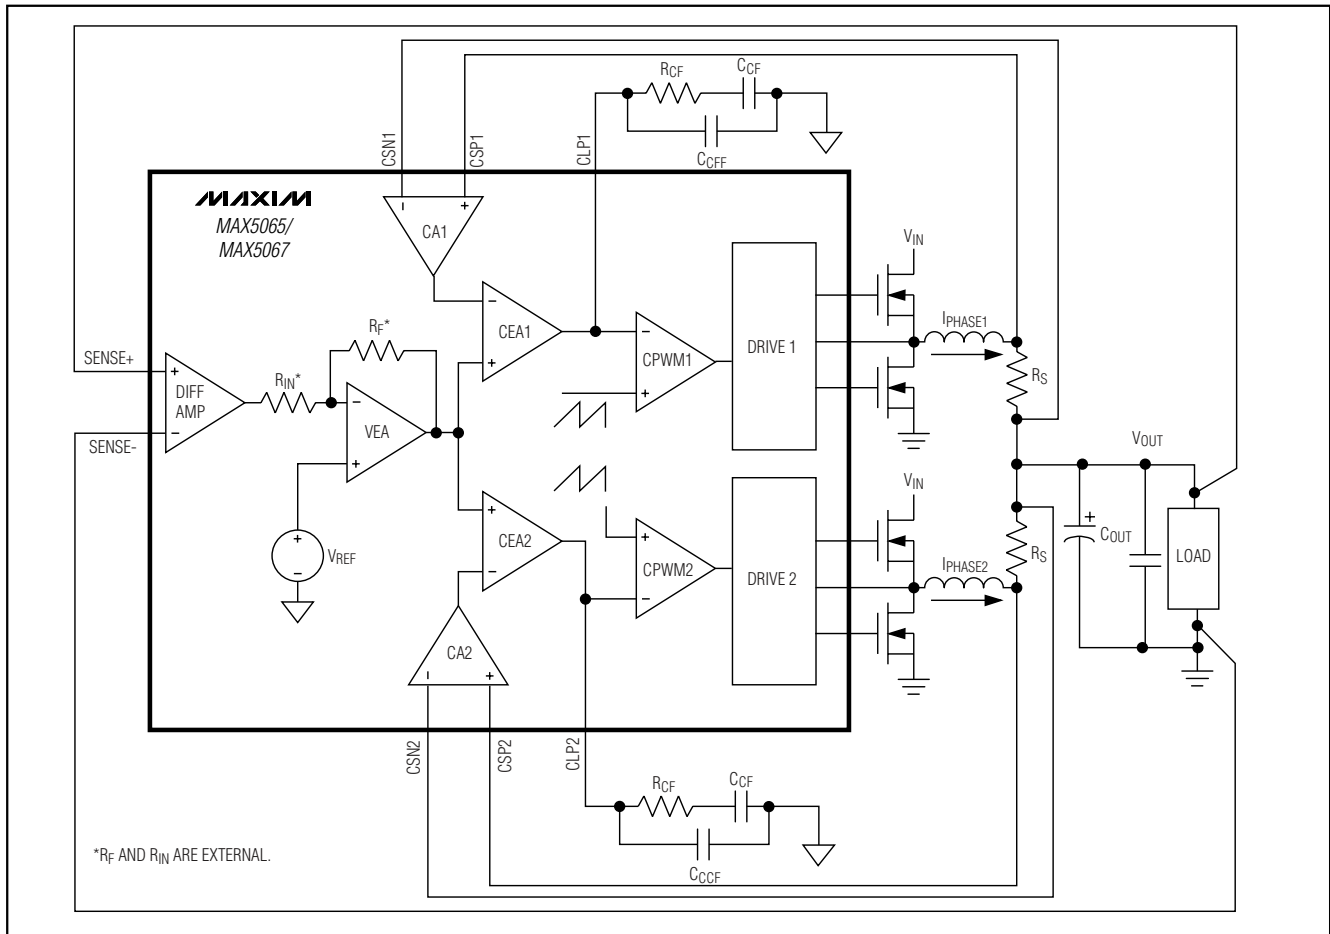 RCF
CCF
CCFF
CSN1
CSP1
CLP1
MAXIM
MAX5065/
MAX5067
CA1
VIN
RF*
CEA1
IPHASE1
SENSE+
CPWM1
DRIVE 1
RIN*
DIFF
AMP
RS
VEA
SENSE-
VOUT
VIN
CEA2
COUT
VREF
CPWM2
DRIVE 2
IPHASE2
RS
LOAD
CA2
CSN2
CSP2
CLP2
RCF
CCF
CCCF
*RF AND RIN ARE EXTERNAL.